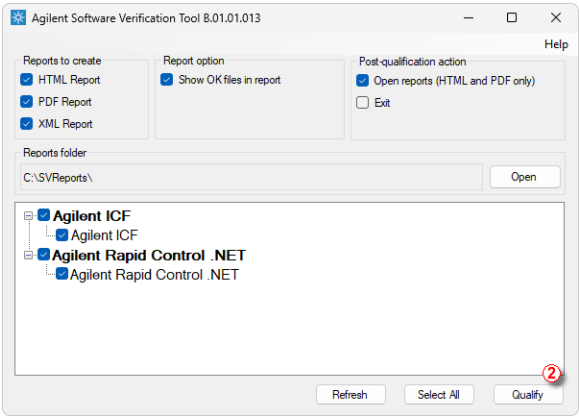 Agilent Software Verification Tool B.01.01.013
Help
Reports to create
HTML Report
PDF Report
XML Report
Report option
Show OK files in report
Post-qualification action
Open reports (HTML and PDF only)
Exit
Reports folder
C:\SVReports\
Open
Agilent ICF
Agilent ICF
Agilent Rapid Control .NET
Agilent Rapid Control .NET
2
Refresh
Select All
Qualify